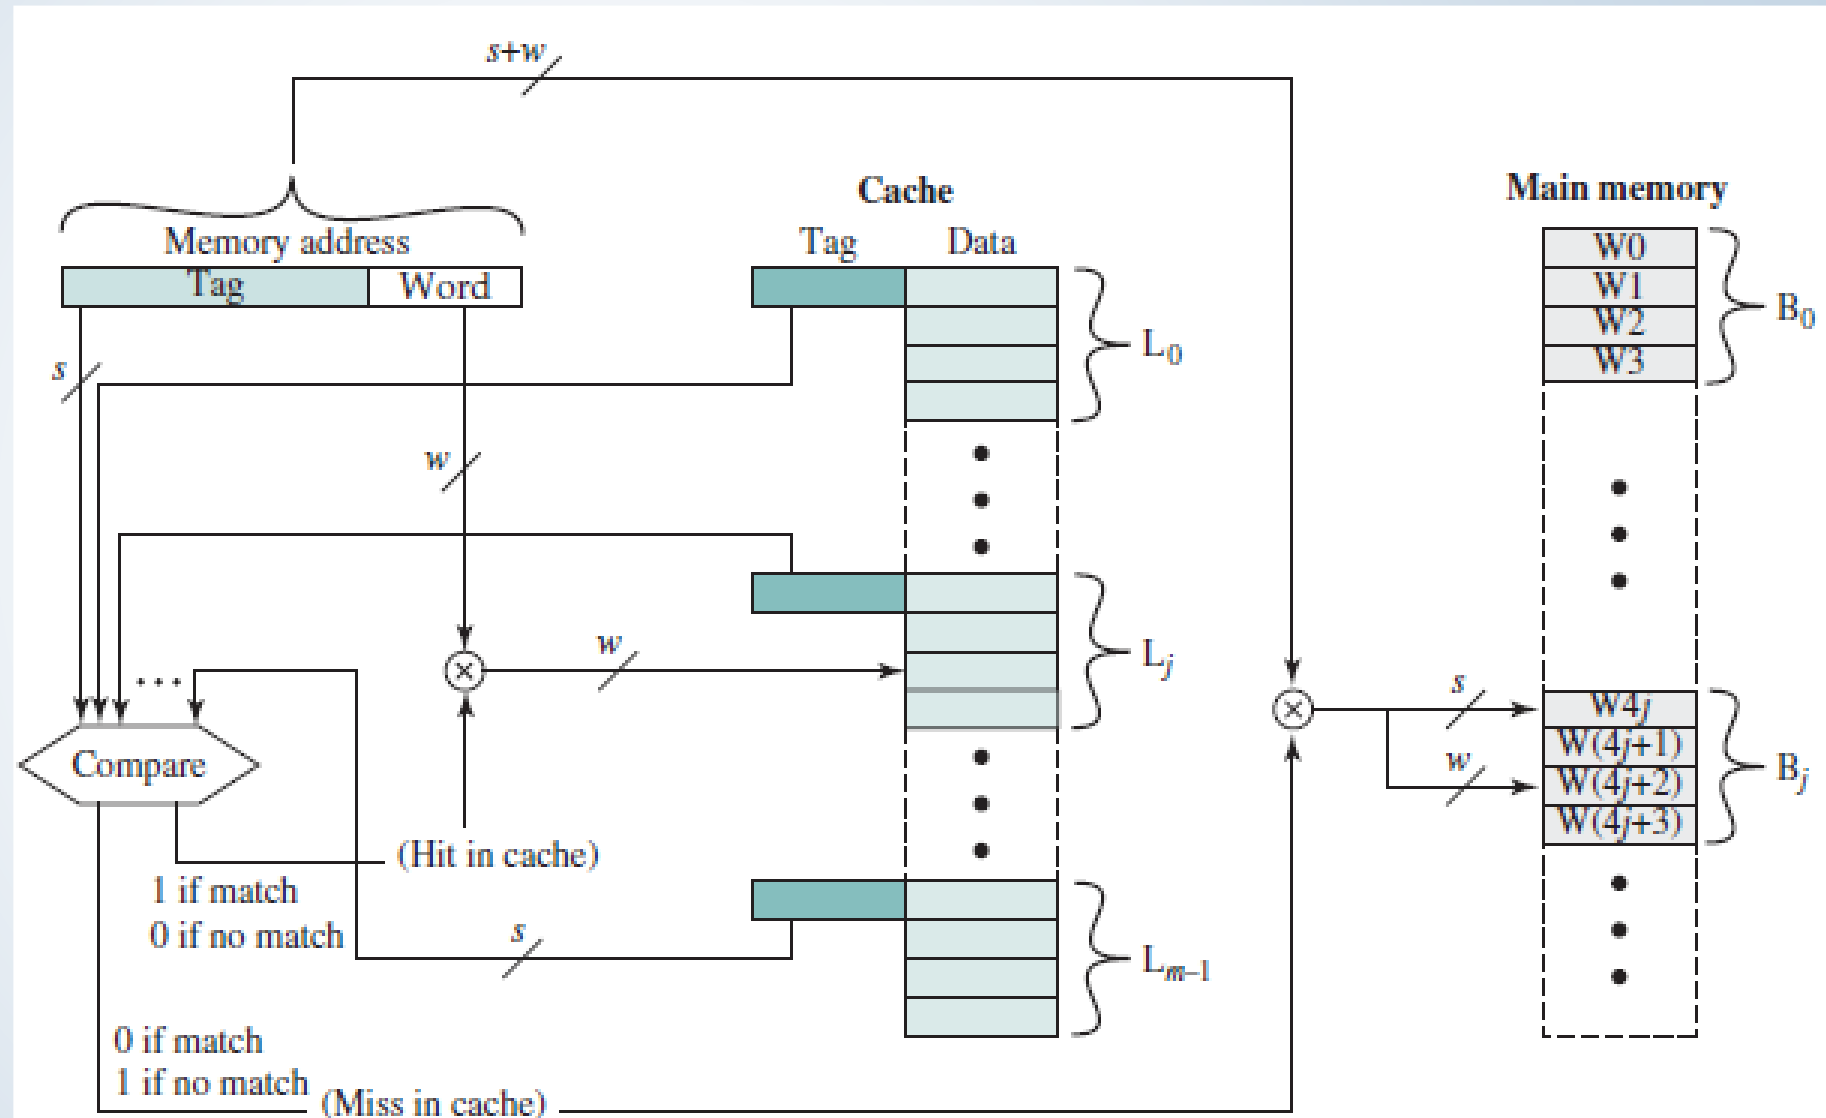 s+w
Cache
Main memory
Memory address
Tag
Data
Tag
Word
W0
W1
W2
W3
B0
L0
s
w
w
Lj
s
w
W4j
W(4j+1)
W(4j+2)
W(4j+3)
Bj
Compare
(Hit in cache)
1 if match
0 if no match
s
Lm–1
0 if match
1 if no match
(Miss in cache)